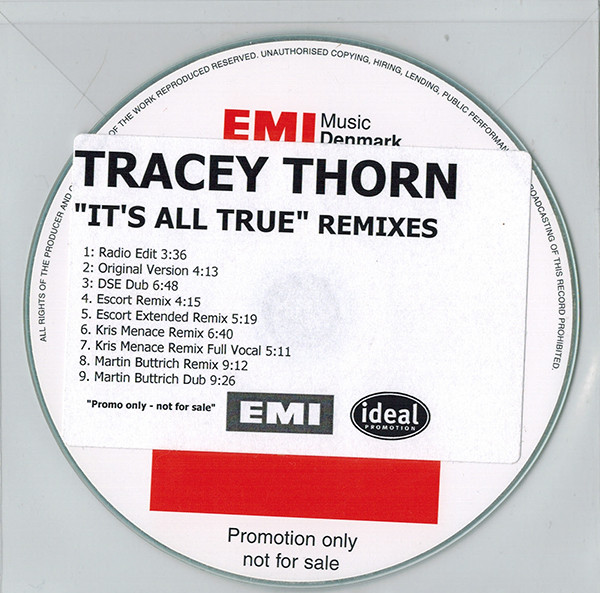 ALL RIGHTS OF THE PRODUCER AND
OF THE WORK REPRODUCED RESERVED. UNAUTHORISED COPYING, HIRING, LENDING, PUBLIC PERFORMAN
BROADCASTING OF THIS RECORD PROHIBITED.
EMI Music
Denmark
TRACEY THORN
"IT'S ALL TRUE" REMIXES
1: Radio Edit 3:36
2: Original Version 4:13
3: DSE Dub 6:48
4. Escort Remix 4:15
5. Escort Extended Remix 5:19
6. Kris Menace Remix 6:40
7. Kris Menace Remix Full Vocal 5:11
8. Martin Buttrich Remix 9:12
9. Martin Buttrich Dub 9:26
"Promo only - not for sale"
EMI
ideal
PROMOTION
Promotion only
not for sale